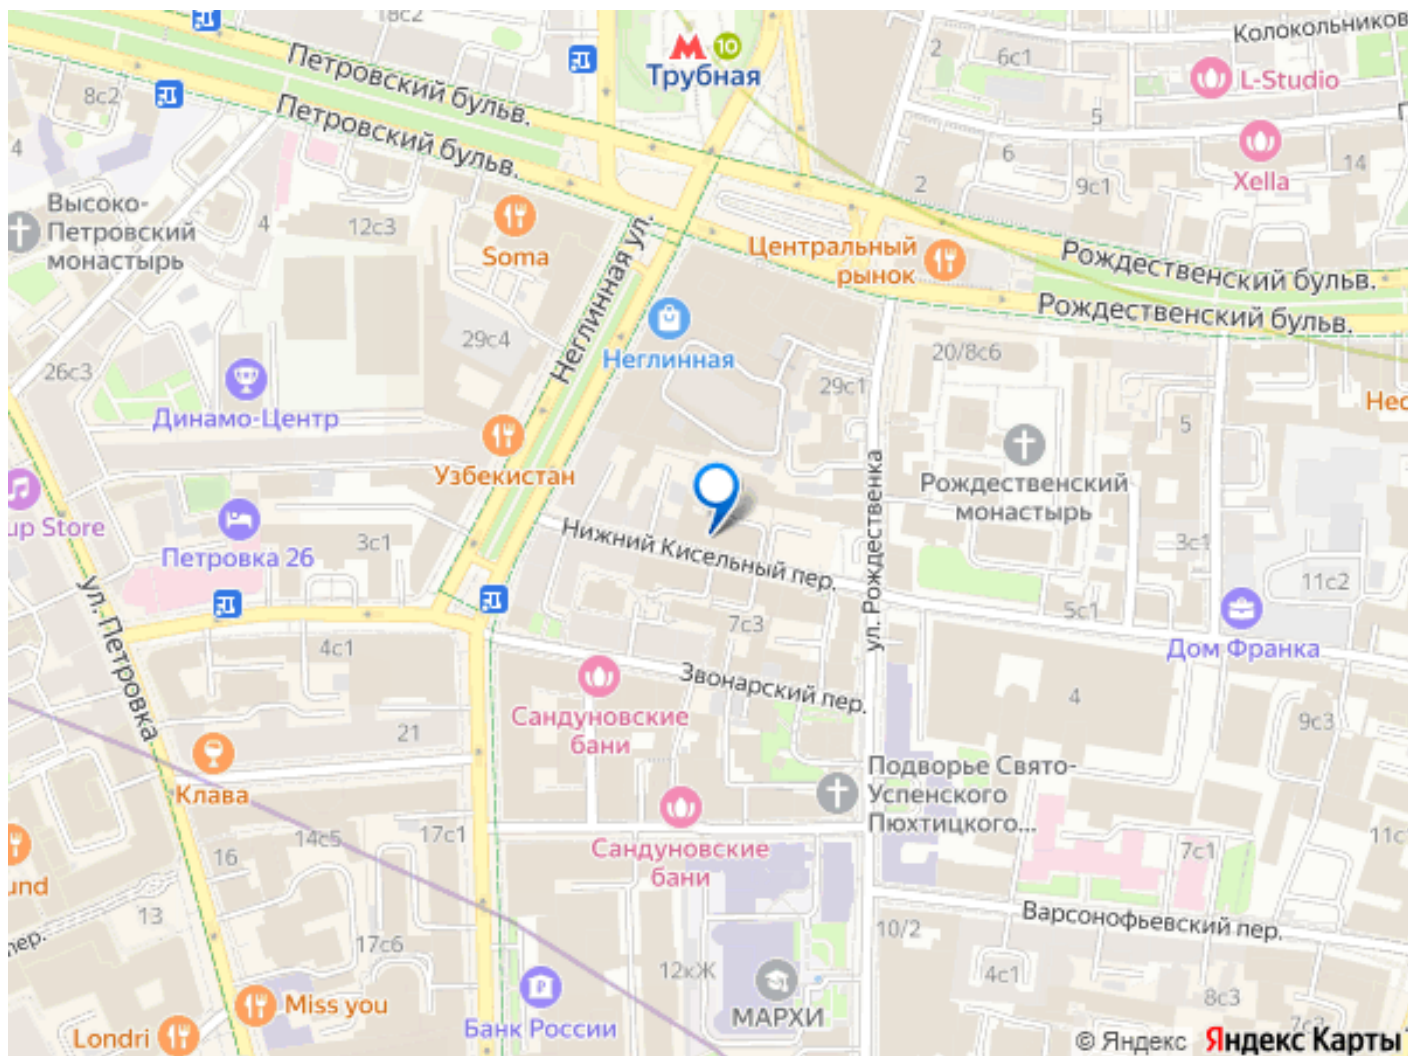 18с2
Колокольников
10
Трубная
2
6с1
L-Studio
Петровский бульв.
Петровский бульв.
8с2
5
4
6
14
Xella
2
9с1
Высоко-
Петровский
монастырь
4
12с3
Soma
Неглинная ул.
Центральный
рынок
Рождественский бульв.
Рождественский бульв.
29с4
Неглинная
20/8с6
26с3
29с1
Динамо-Центр
5
Узбекистан
Рождественский
монастырь
up Store
Петровка 26
3с1
Нижний Кисельный пер.
ул. Рождественка
3с1
11с2
ул. Петровка
7с3
5с1
Дом Франка
4с1
Звонарский пер.
4
9с3
Сандуновские
бани
21
Клава
Подворье Свято-
Успенского
Пюхтицкого...
14с5
17с1
16
Сандуновские
бани
7с1
11с
und
13
Варсонофьевский пер.
пер.
17с6
10/2
12кЖ
4с1
8с3
Miss you
Банк России
МАРХИ
Londri
7с2
© Яндекс Яндекс Карты